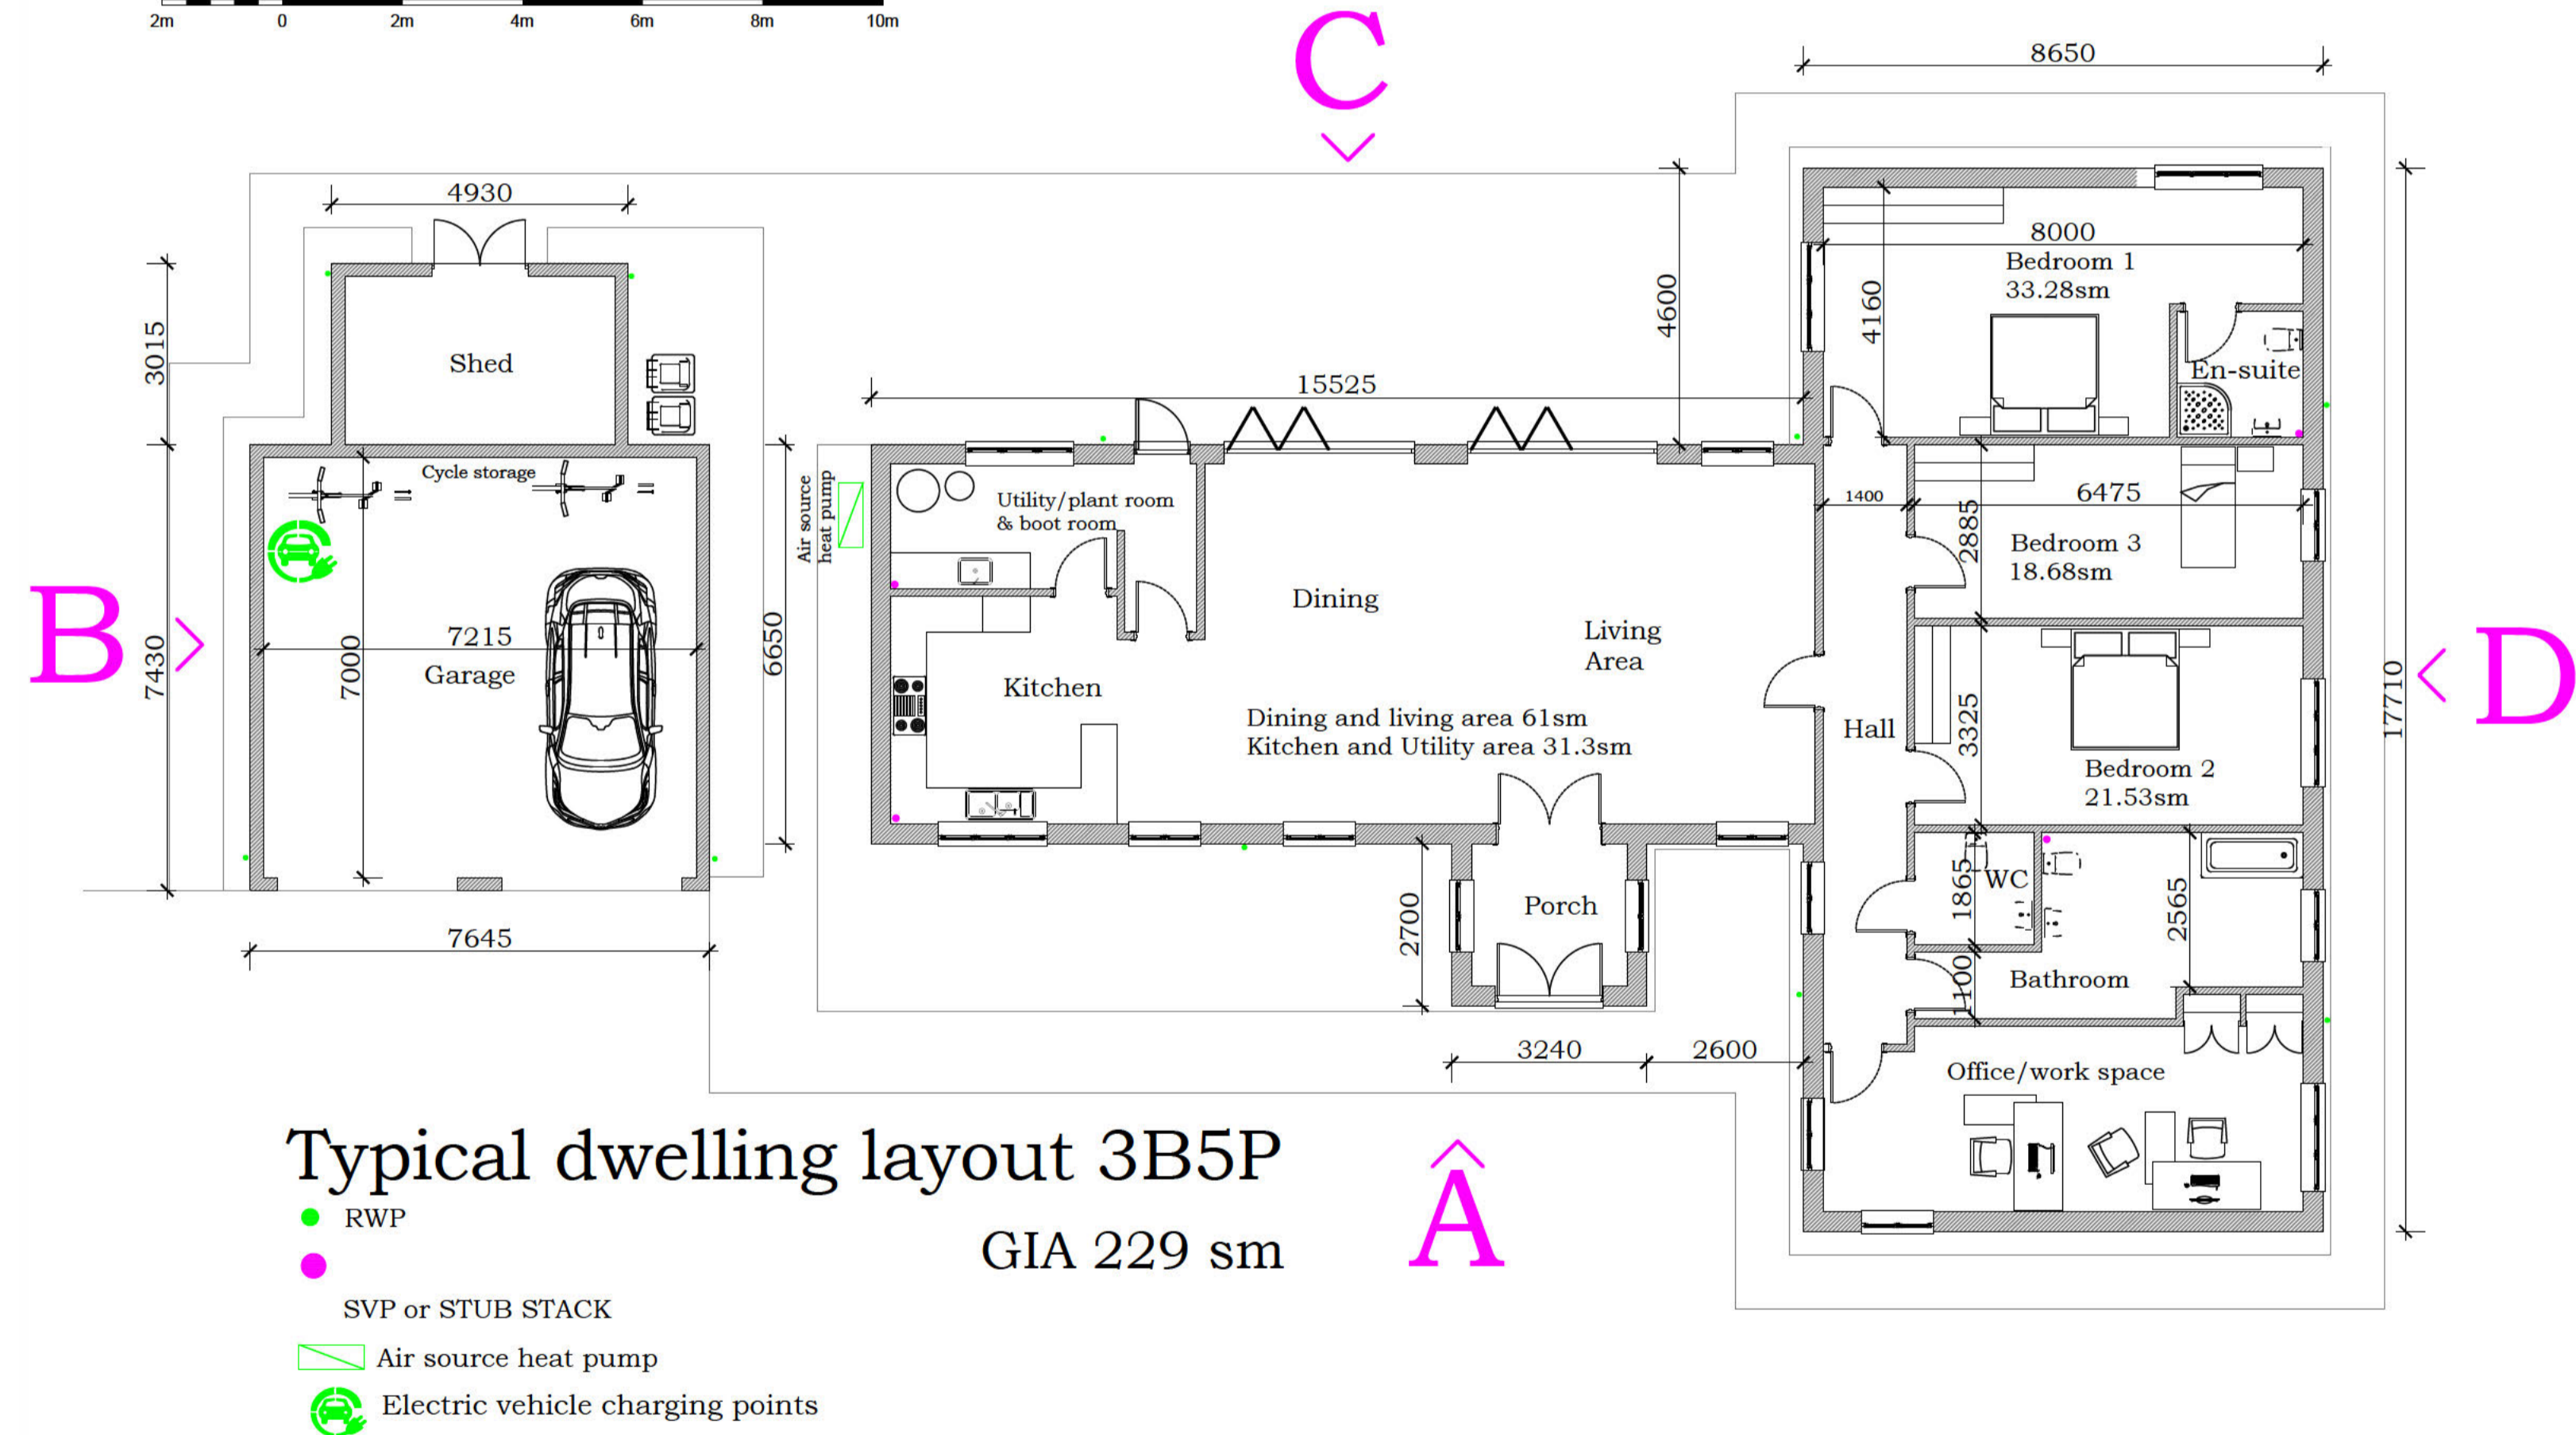 2m 0 2m 4m 6m 8m 10m
C
8650
4930
8000
Bedroom 1
33.28sm
4600
4160
3015
Shed
En-suite
15525
Cycle storage
Air source
heat pump
Utility/plant room
& boot room
1400
6475
2885
Bedroom 3
18.68sm
B
7430
7000
7215
Garage
6650
Dining
Living
Area
Kitchen
Dining and living area 61sm
Kitchen and Utility area 31.3sm
Hall
3325
Bedroom 2
21.53sm
17710
D
2700
Porch
1865
WC
2565
1100
Bathroom
7645
3240
2600
Office/work space
Typical dwelling layout 3B5P
RWP
GIA 229 sm
A
SVP or STUB STACK
Air source heat pump
Electric vehicle charging points